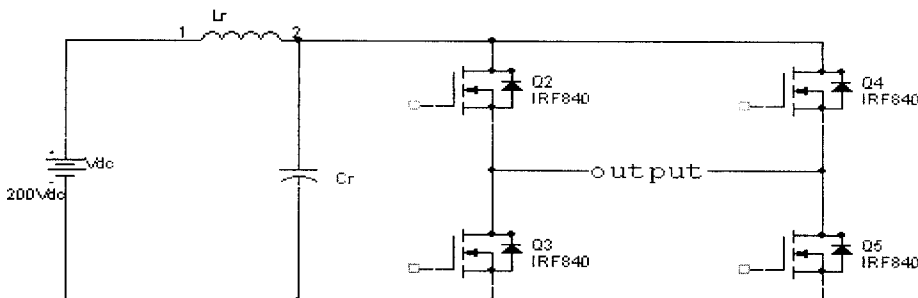 Lr
1 2
Q2
IRF840
Q4
IRF840
+
Vdc
200Vdc
-
Cr
output
Q3
IRF840
Q5
IRF840